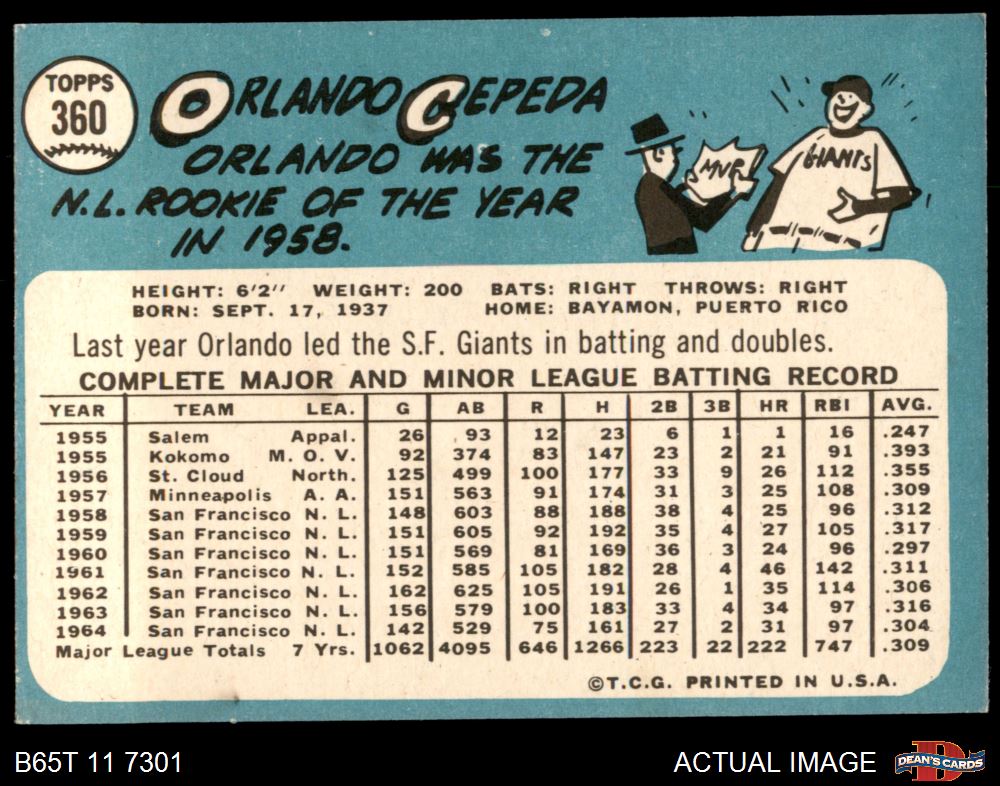 TOPPS
360
ORLANDO CEPEDA
ORLANDO WAS THE
N.L. ROOKIE OF THE YEAR
IN 1958.
MVP
GIANTS
HEIGHT: 6'2" WEIGHT: 200 BATS: RIGHT THROWS: RIGHT
BORN: SEPT. 17, 1937 HOME: BAYAMON, PUERTO RICO
Last year Orlando led the S.F. Giants in batting and doubles.
COMPLETE MAJOR AND MINOR LEAGUE BATTING RECORD
YEAR TEAM LEA. G AB R H 2B 3B HR RBI AVG.
1955 Salem Appal. 26 93 12 23 6 1 1 16 .247
1955 Kokomo M. O. V. 92 374 83 147 23 2 21 91 .393
1956 St. Cloud North. 125 499 100 177 33 9 26 112 .355
1957 Minneapolis A. A. 151 563 91 174 31 3 25 108 .309
1958 San Francisco N. L. 148 603 88 188 38 4 25 96 .312
1959 San Francisco N. L. 151 605 92 192 35 4 27 105 .317
1960 San Francisco N. L. 151 569 81 169 36 3 24 96 .297
1961 San Francisco N. L. 152 585 105 182 28 4 46 142 .311
1962 San Francisco N. L. 162 625 105 191 26 1 35 114 .306
1963 San Francisco N. L. 156 579 100 183 33 4 34 97 .316
1964 San Francisco N. L. 142 529 75 161 27 2 31 97 .304
Major League Totals 7 Yrs. 1062 4095 646 1266 223 22 222 747 .309
©T.C.G. PRINTED IN U.S.A.
B65T 11 7301
ACTUAL IMAGE
D
DEAN'S CARDS